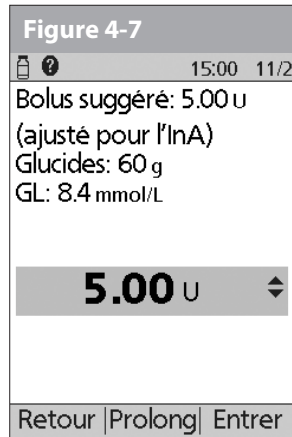 Figure 4-7
15:00 11/2
Bolus suggéré: 5.00 U
(ajusté pour l'InA)
Glucides: 60 g
GL: 8.4 mmol/L
5.00 U
Retour |Prolong| Entrer